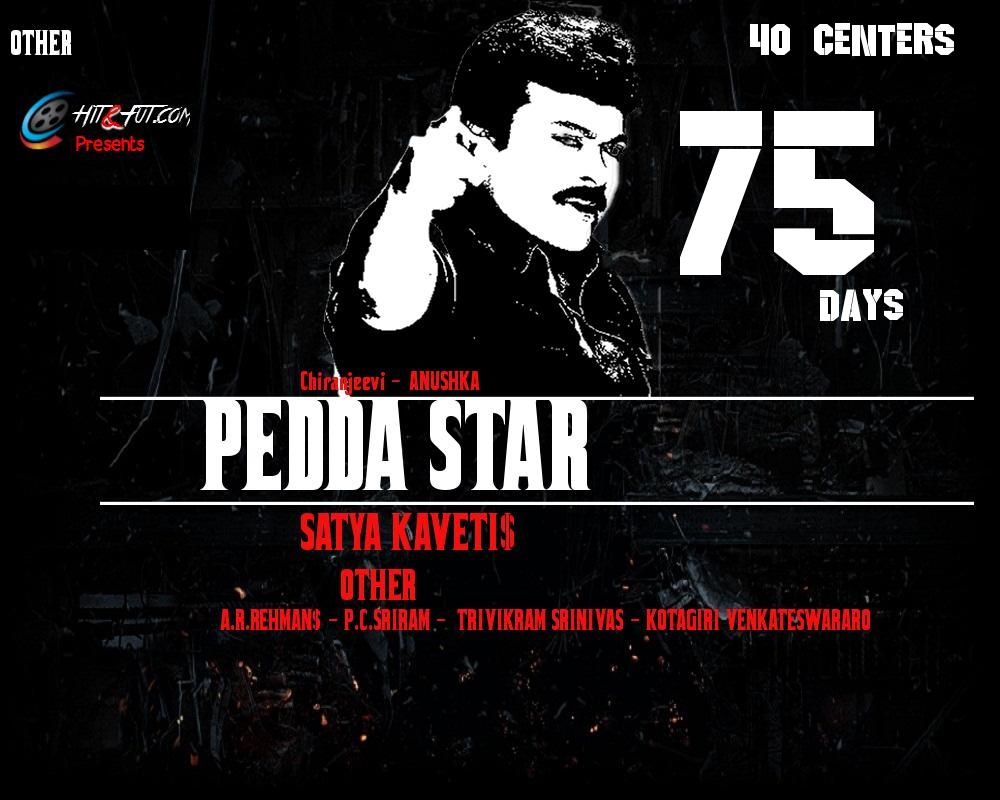 OTHER
40 CENTERS
HIT&FUT.COM
Presents
75
DAYS
Chiranjeevi - ANUSHKA
PEDDA STAR
SATYA KAVETI$
OTHER
A.R.REHMAN$ - P.C.SRIRAM - TRIVIKRAM SRINIVAS - KOTAGIRI VENKATESWARARO